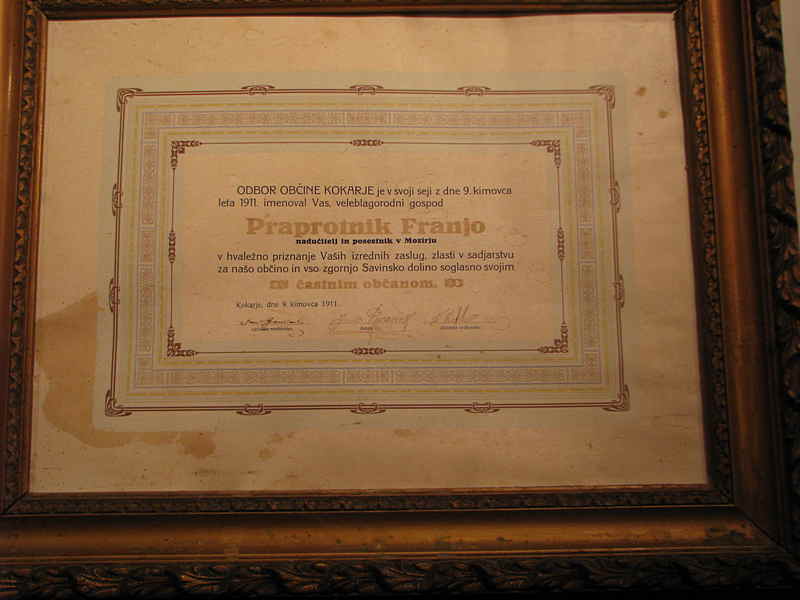 ODBOR OBČINE KOKARJE je v svoji seji z dne 9. kimovca
leta 1911. imenoval Vas, veleblagorodni gospod
Praprotnik Franjo
nadučitelj in posestnik v Mozirju
v hvaležno priznanje Vaših izrednih zaslug, zlasti v sadjarstvu
za našo občino in vso zgornjo Savinsko dolino soglasno svojim
častnim občanom.
Kokarje, dne 9. kimovca 1911.